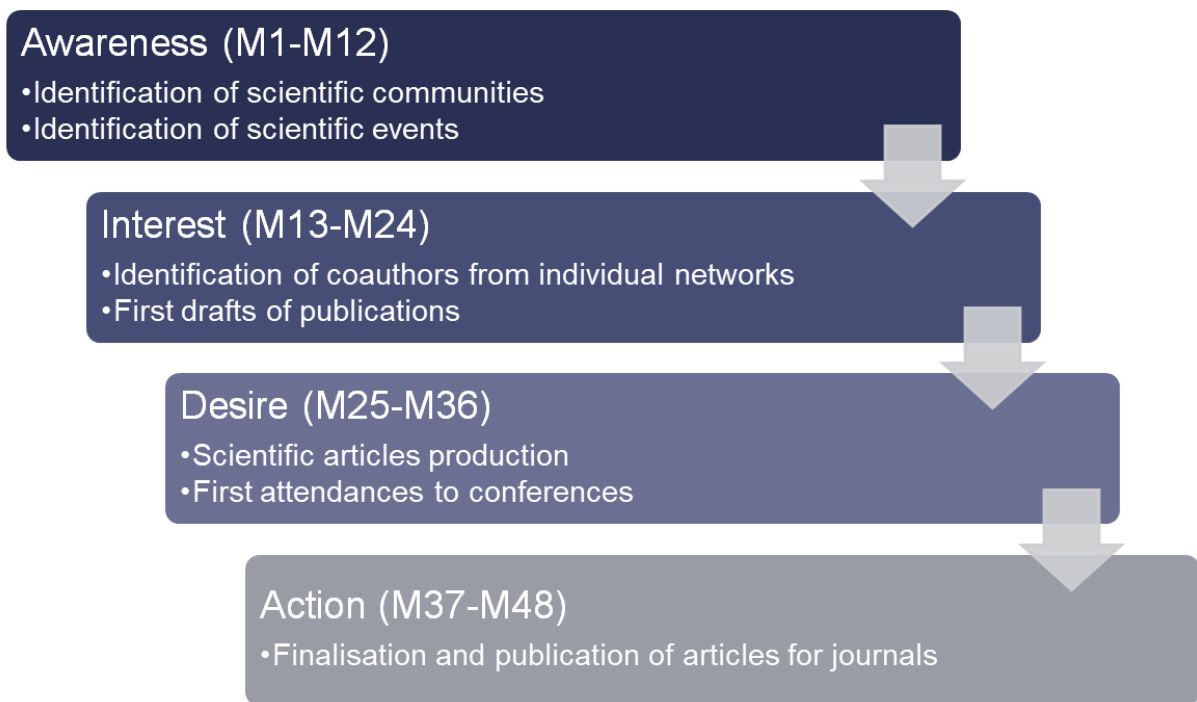 Awareness (M1-M12)
•Identification of scientific communities
•Identification of scientific events
Interest (M13-M24)
•Identification of coauthors from individual networks
•First drafts of publications
Desire (M25-M36)
•Scientific articles production
•First attendances to conferences
Action (M37-M48)
•Finalisation and publication of articles for journals